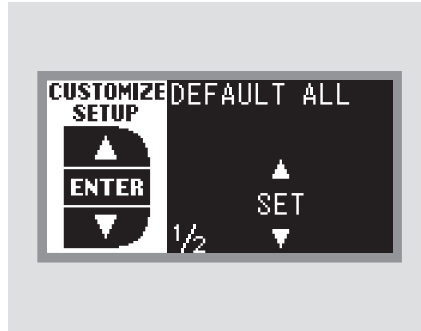 CUSTOMIZE
SETUP
ENTER
DEFAULT ALL
SET
1/2